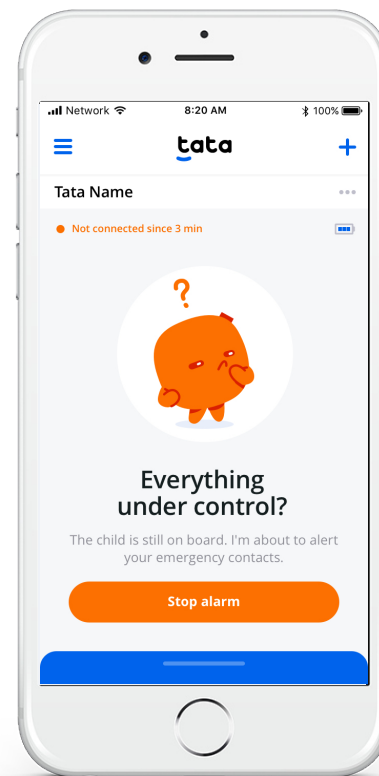 Network 8:20 AM 100%
tata
Tata Name
Not connected since 3 min
?
Everything
under control?
The child is still on board. I'm about to alert
your emergency contacts.
Stop alarm